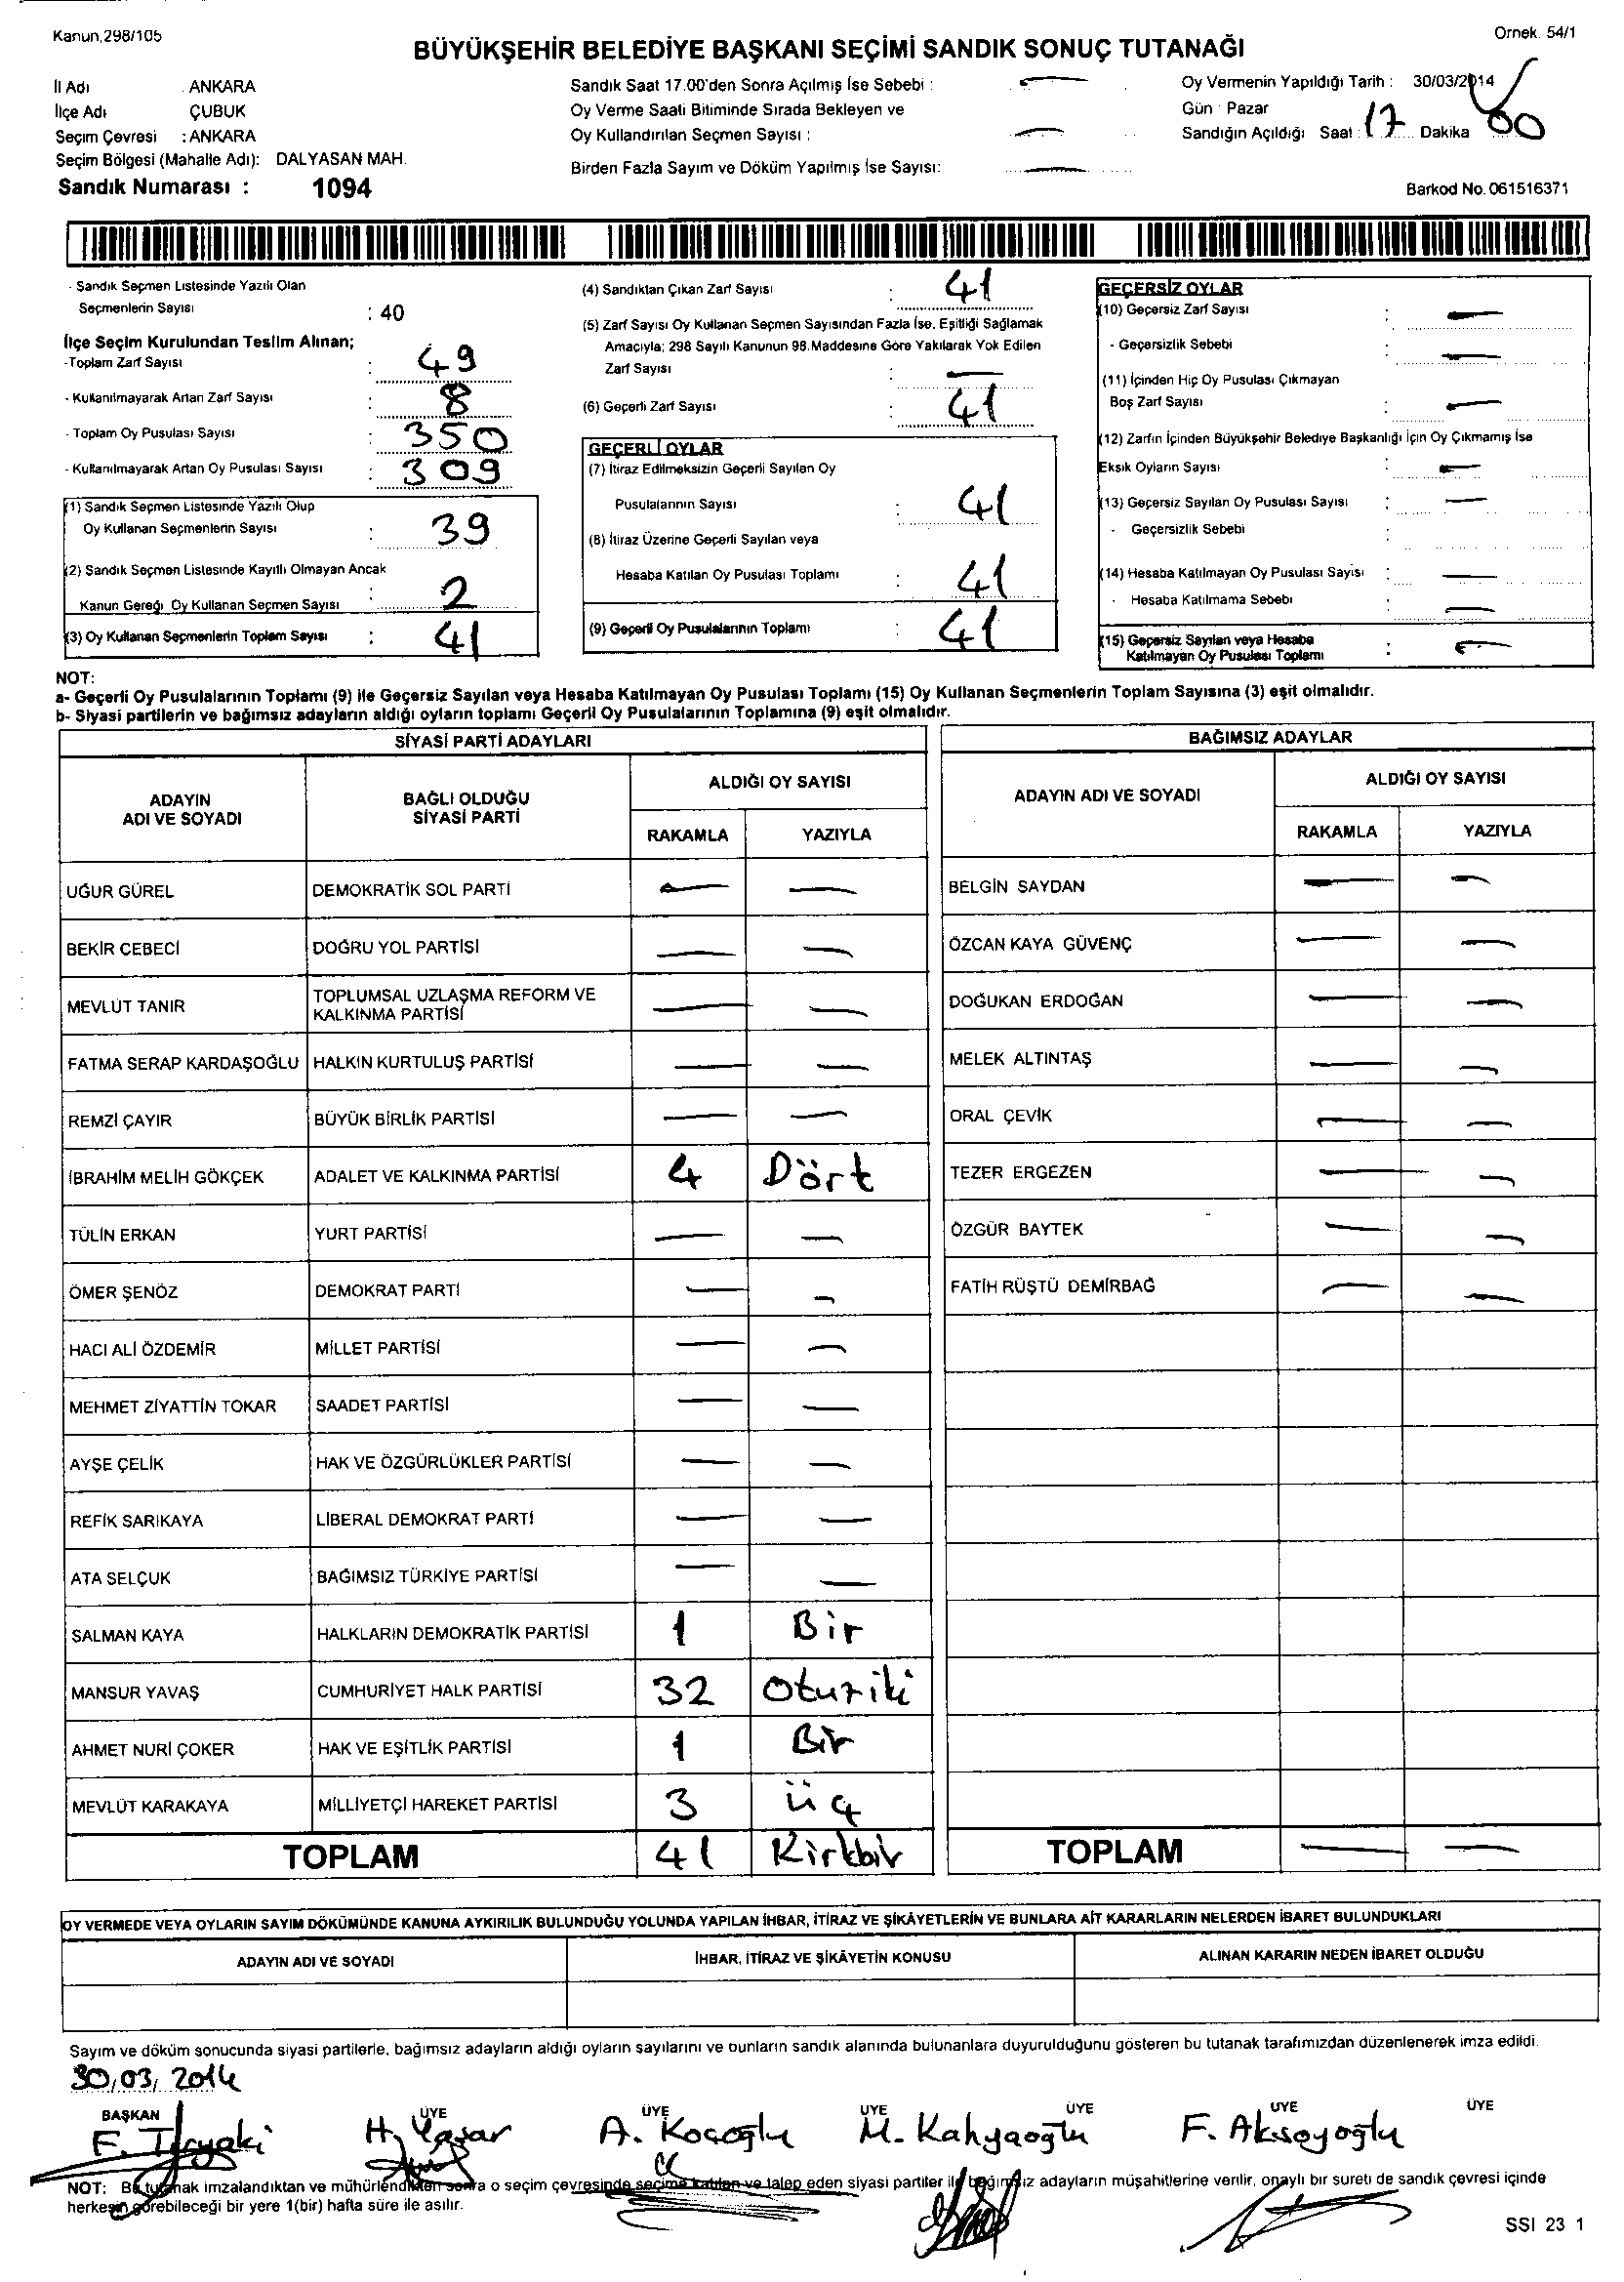 Kanun,298/105
Ornek. 54/1
BÜYÜKŞEHİR BELEDİYE BAŞKANI SEÇİMİ SANDIK SONUÇ TUTANAĞI
İl Adı : ANKARA
İlçe Adı ÇUBUK
Seçim Çevresi : ANKARA
Seçim Bölgesi (Mahalle Adı): DALYASAN MAH.
Sandık Numarası : 1094
Sandık Saat 17.00'den Sonra Açılmış İse Sebebi : —
Oy Verme Saati Bitiminde Sırada Bekleyen ve
Oy Kullandırılan Seçmen Sayısı : —
Birden Fazla Sayım ve Döküm Yapılmış İse Sayısı: —
Oy Vermenin Yapıldığı Tarih : 30/03/2014
Gün : Pazar
Sandığın Açıldığı Saat : 17 Dakika 00
Barkod No.061516371
- Sandık Seçmen Listesinde Yazılı Olan
Seçmenlerin Sayısı : 40
İlçe Seçim Kurulundan Teslim Alınan;
-Toplam Zarf Sayısı : 49
- Kullanılmayarak Artan Zarf Sayısı : 8
- Toplam Oy Pusulası Sayısı : 350
- Kullanılmayarak Artan Oy Pusulası Sayısı : 309
(1) Sandık Seçmen Listesinde Yazılı Olup
Oy Kullanan Seçmenlerin Sayısı : 39
(2) Sandık Seçmen Listesinde Kayıtlı Olmayan Ancak
Kanun Gereği Oy Kullanan Seçmen Sayısı : 2
(3) Oy Kullanan Seçmenlerin Toplam Sayısı : 41
(4) Sandıktan Çıkan Zarf Sayısı : 41
(5) Zarf Sayısı Oy Kullanan Seçmen Sayısından Fazla İse, Eşitliği Sağlamak
Amacıyla; 298 Sayılı Kanunun 98.Maddesine Göre Yakılarak Yok Edilen
Zarf Sayısı : —
(6) Geçerli Zarf Sayısı : 41
GEÇERLİ OYLAR
(7) İtiraz Edilmeksizin Geçerli Sayılan Oy
Pusulalarının Sayısı : 41
(8) İtiraz Üzerine Geçerli Sayılan veya
Hesaba Katılan Oy Pusulası Toplamı : 41
(9) Geçerli Oy Pusulalarının Toplamı : 41
GEÇERSİZ OYLAR
(10) Geçersiz Zarf Sayısı : —
- Geçersizlik Sebebi : —
(11) İçinden Hiç Oy Pusulası Çıkmayan
Boş Zarf Sayısı : —
(12) Zarfın İçinden Büyükşehir Belediye Başkanlığı İçin Oy Çıkmamış İse
Eksik Oyların Sayısı : —
(13) Geçersiz Sayılan Oy Pusulası Sayısı : —
- Geçersizlik Sebebi :
(14) Hesaba Katılmayan Oy Pusulası Sayısı : —
- Hesaba Katılmama Sebebi : —
(15) Geçersiz Sayılan veya Hesaba
Katılmayan Oy Pusulası Toplamı : —
NOT:
a- Geçerli Oy Pusulalarının Toplamı (9) ile Geçersiz Sayılan veya Hesaba Katılmayan Oy Pusulası Toplamı (15) Oy Kullanan Seçmenlerin Toplam Sayısına (3) eşit olmalıdır.
b- Siyasi partilerin ve bağımsız adayların aldığı oyların toplamı Geçerli Oy Pusulalarının Toplamına (9) eşit olmalıdır.
SİYASİ PARTİ ADAYLARI
ADAYIN ADI VE SOYADI BAĞLI OLDUĞU SİYASİ PARTİ ALDIĞI OY SAYISI
RAKAMLA YAZIYLA
UĞUR GÜREL DEMOKRATİK SOL PARTİ — —
BEKİR CEBECİ DOĞRU YOL PARTİSİ — —
MEVLÜT TANIR TOPLUMSAL UZLAŞMA REFORM VE KALKINMA PARTİSİ — —
FATMA SERAP KARDAŞOĞLU HALKIN KURTULUŞ PARTİSİ — —
REMZİ ÇAYIR BÜYÜK BİRLİK PARTİSİ — —
İBRAHİM MELİH GÖKÇEK ADALET VE KALKINMA PARTİSİ 4 Dört
TÜLİN ERKAN YURT PARTİSİ — —
ÖMER ŞENÖZ DEMOKRAT PARTİ — —
HACI ALİ ÖZDEMİR MİLLET PARTİSİ — —
MEHMET ZİYATTİN TOKAR SAADET PARTİSİ — —
AYŞE ÇELİK HAK VE ÖZGÜRLÜKLER PARTİSİ — —
REFİK SARIKAYA LİBERAL DEMOKRAT PARTİ — —
ATA SELÇUK BAĞIMSIZ TÜRKİYE PARTİSİ — —
SALMAN KAYA HALKLARIN DEMOKRATİK PARTİSİ 1 Bir
MANSUR YAVAŞ CUMHURİYET HALK PARTİSİ 32 Oturiki
AHMET NURİ ÇOKER HAK VE EŞİTLİK PARTİSİ 1 Bir
MEVLÜT KARAKAYA MİLLİYETÇİ HAREKET PARTİSİ 3 üç
TOPLAM 41 Kirkbir
BAĞIMSIZ ADAYLAR
ADAYIN ADI VE SOYADI ALDIĞI OY SAYISI
RAKAMLA YAZIYLA
BELGİN SAYDAN — —
ÖZCAN KAYA GÜVENÇ — —
DOĞUKAN ERDOĞAN — —
MELEK ALTINTAŞ — —
ORAL ÇEVİK — —
TEZER ERGEZEN — —
ÖZGÜR BAYTEK — —
FATİH RÜŞTÜ DEMİRBAĞ — —
TOPLAM — —
OY VERMEDE VEYA OYLARIN SAYIM DÖKÜMÜNDE KANUNA AYKIRILIK BULUNDUĞU YOLUNDA YAPILAN İHBAR, İTİRAZ VE ŞİKÂYETLERİN VE BUNLARA AİT KARARLARIN NELERDEN İBARET BULUNDUKLARI
ADAYIN ADI VE SOYADI İHBAR, İTİRAZ VE ŞİKÂYETİN KONUSU ALINAN KARARIN NEDEN İBARET OLDUĞU
Sayım ve döküm sonucunda siyasi partilerle, bağımsız adayların aldığı oyların sayılarını ve bunların sandık alanında bulunanlara duyurulduğunu gösteren bu tutanak tarafımızdan düzenlenerek imza edildi.
30,03,2014
BAŞKAN ÜYE ÜYE ÜYE ÜYE ÜYE ÜYE
F. Tiryaki H. Yaşar A. Koçoğlu M. Kahyaoğlu F. Aksoyoğlu
NOT: Bu tutanak imzalandıktan ve mühürlendikten sonra o seçim çevresinde seçime katılan ve talep eden siyasi partiler ile bağımsız adayların müşahitlerine verilir, onaylı bir sureti de sandık çevresi içinde
herkesin görebileceği bir yere 1(bir) hafta süre ile asılır.
SSI 23 1